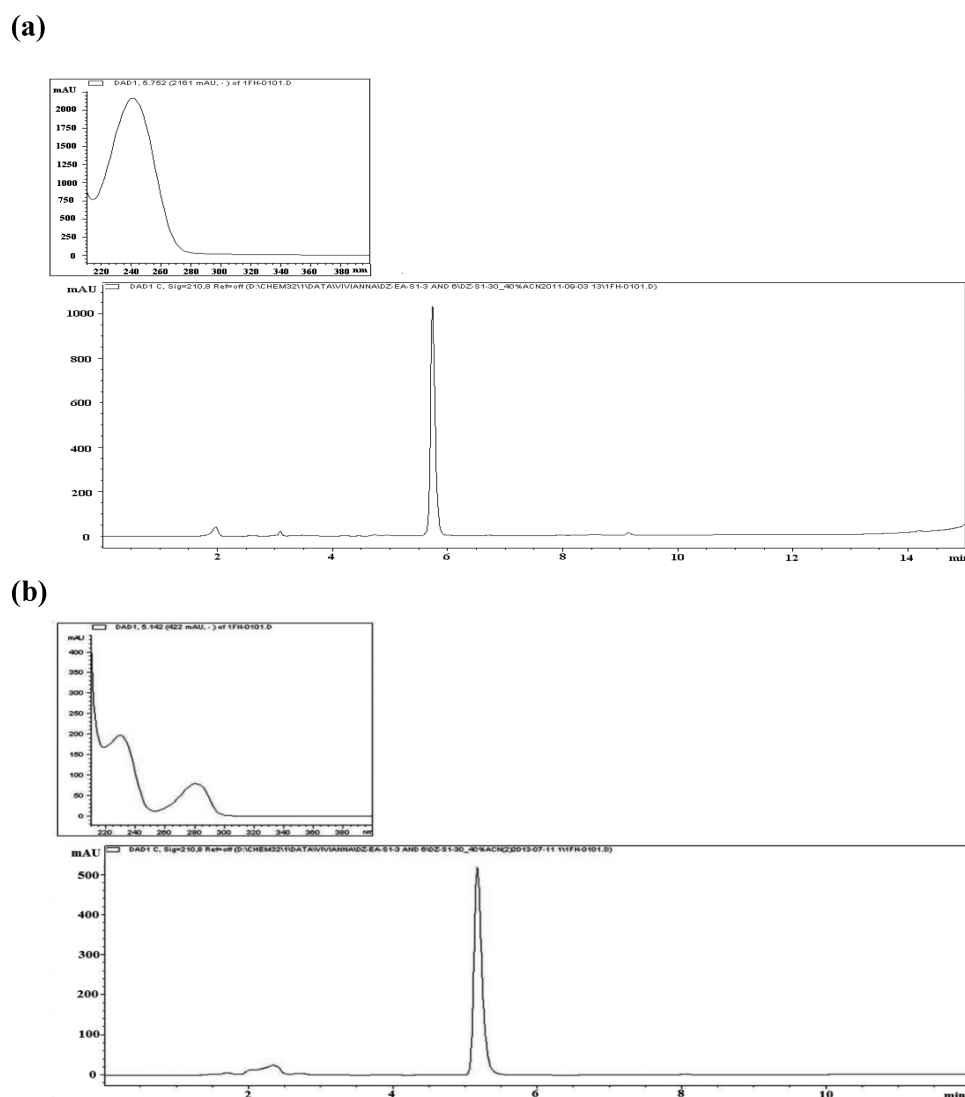 (a)
DAD1, 5.752 (2161 mAU, - ) of 1FH-0101.D
mAU
2000
1750
1500
1250
1000
750
500
250
0
220 240 260 280 300 320 340 360 380 nm
DAD1 C, Sig=210,8 Ref=off (D:\CHEM32\1\DATA\VIVIANNA\DZ-EA-S1-3 AND 6\DZ-S1-30_40%ACN2011-09-03 13\1FH-0101.D)
mAU
1000
800
600
400
200
0
2 4 6 8 10 12 14 min
(b)
DAD1, 5.142 (422 mAU, - ) of 1FH-0101.D
mAU
400
350
300
250
200
150
100
50
0
220 240 260 280 300 320 340 360 380 nm
DAD1 C, Sig=210,8 Ref=off (D:\CHEM32\1\DATA\VIVIANNA\DZ-EA-S1-3 AND 6\DZ-S1-30_40%ACN(2)2013-07-11 1\1FH-0101.D)
mAU
500
400
300
200
100
0
2 4 6 8 10 min